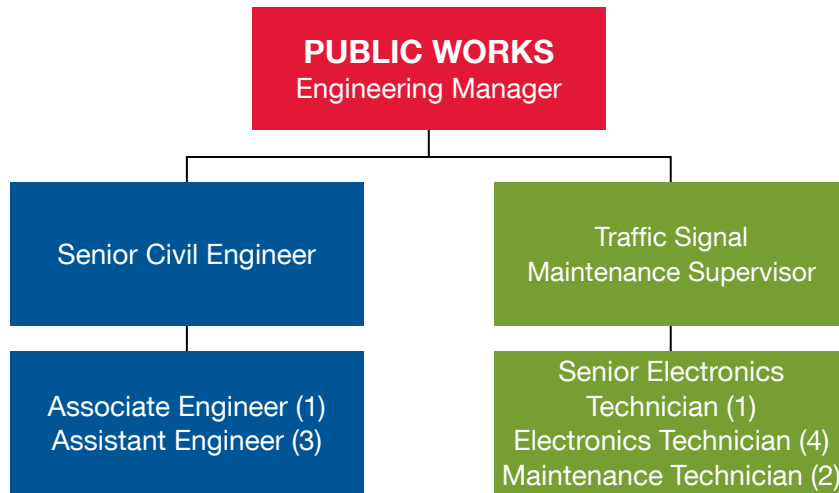 PUBLIC WORKS
Engineering Manager
Senior Civil Engineer
Traffic Signal
Maintenance Supervisor
Associate Engineer (1)
Assistant Engineer (3)
Senior Electronics
Technician (1)
Electronics Technician (4)
Maintenance Technician (2)